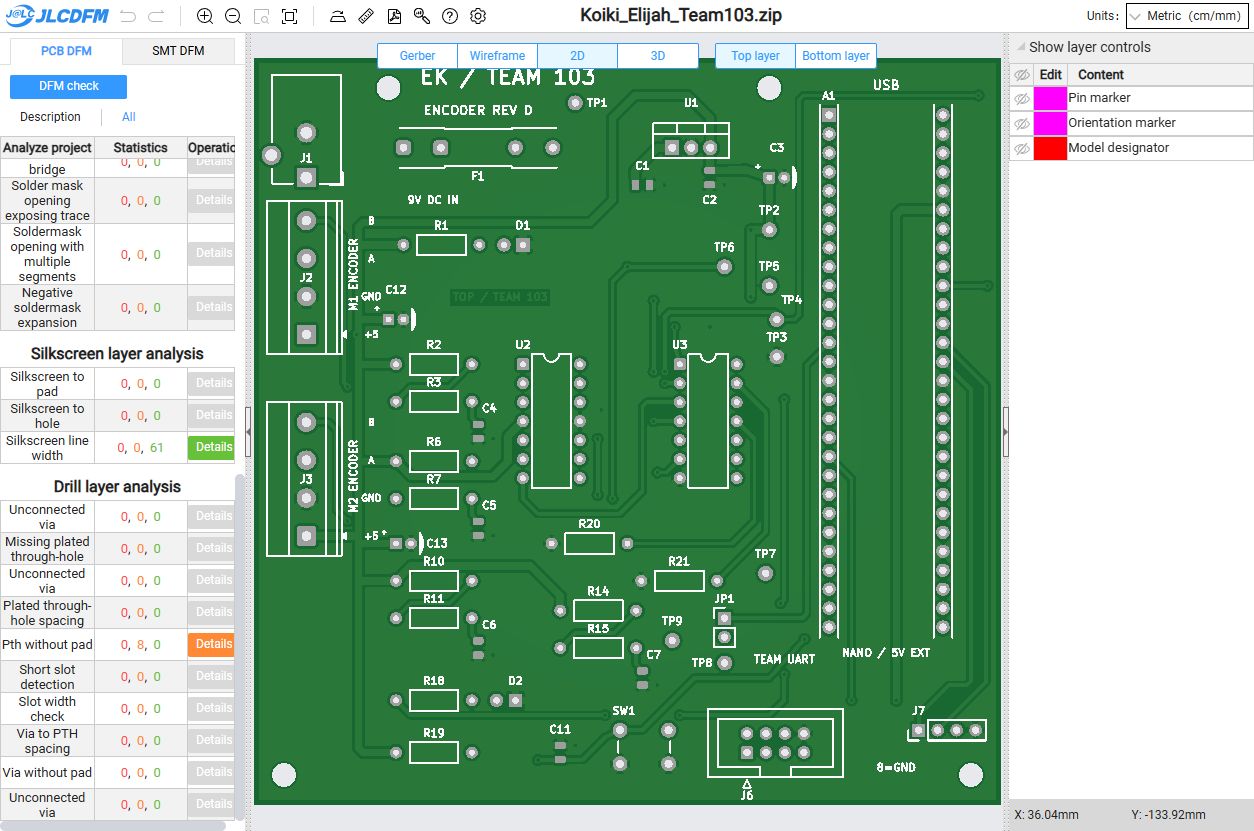 J@LC JLCDFM
Koiki_Elijah_Team103.zip
Units: Metric (cm/mm)
PCB DFM
SMT DFM
DFM check
Description
All
Analyze project
Statistics
Operatio
bridge
0, 0, 0
Details
Solder mask
opening
exposing trace
0, 0, 0
Details
Soldermask
opening with
multiple
segments
0, 0, 0
Details
Negative
soldermask
expansion
0, 0, 0
Details
Silkscreen layer analysis
Silkscreen to
pad
0, 0, 0
Details
Silkscreen to
hole
0, 0, 0
Details
Silkscreen line
width
0, 0, 61
Details
Drill layer analysis
Unconnected
via
0, 0, 0
Details
Missing plated
through-hole
0, 0, 0
Details
Unconnected
via
0, 0, 0
Details
Plated through-
hole spacing
0, 0, 0
Details
Pth without pad
0, 8, 0
Details
Short slot
detection
0, 0, 0
Details
Slot width
check
0, 0, 0
Details
Via to PTH
spacing
0, 0, 0
Details
Via without pad
0, 0, 0
Details
Unconnected
via
0, 0, 0
Details
Gerber
Wireframe
2D
3D
Top layer
Bottom layer
EK / TEAM 103
ENCODER REV D
TP1
U1
A1
USB
J1
F1
C1
C3
+
C2
9V DC IN
TP2
B
R1
D1
A
TP6
TP5
J2
M1 ENCODER
GND
C12
+
TOP / TEAM 103
TP4
+5
TP3
R2
U2
U3
R3
C4
B
R6
A
J3
M2 ENCODER
R7
GND
C5
R20
+5
+
C13
TP7
R10
R21
R11
R14
JP1
C6
R15
TP9
C7
TP8
TEAM UART
NANO / 5V EXT
R18
D2
SW1
J7
R19
C11
8=GND
J6
Show layer controls
Edit
Content
Pin marker
Orientation marker
Model designator
X: 36.04mm
Y: -133.92mm